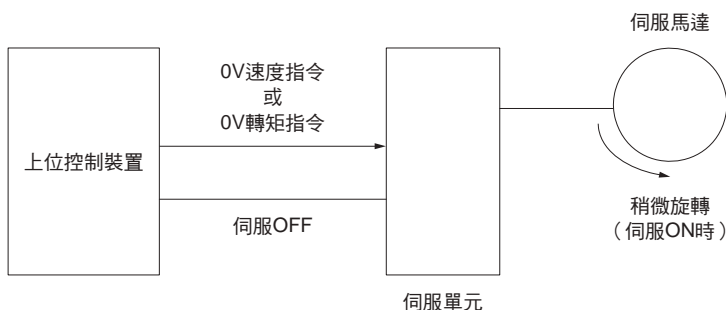 伺服馬達
0V速度指令
或
0V轉矩指令
上位控制裝置
伺服OFF
稍微旋轉
（伺服ON時）
伺服單元